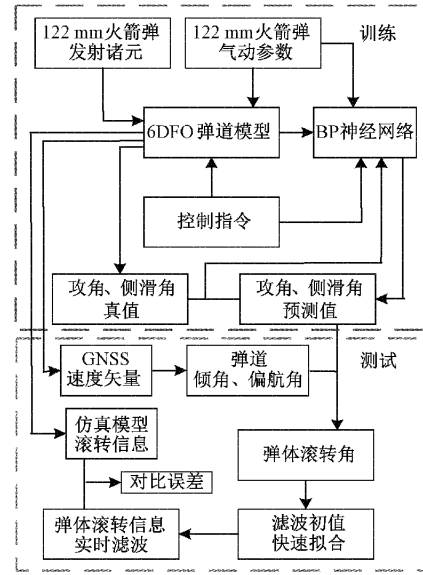 122 mm火箭弹
发射诸元
122 mm火箭弹
气动参数
训练
6DFO 弹道模型
BP神经网络
控制指令
攻角、侧滑角
真值
攻角、侧滑角
预测值
GNSS
速度矢量
弹道
倾角、偏航角
测试
仿真模型
滚转信息
弹体滚转角
对比误差
弹体滚转信息
实时滤波
滤波初值
快速拟合